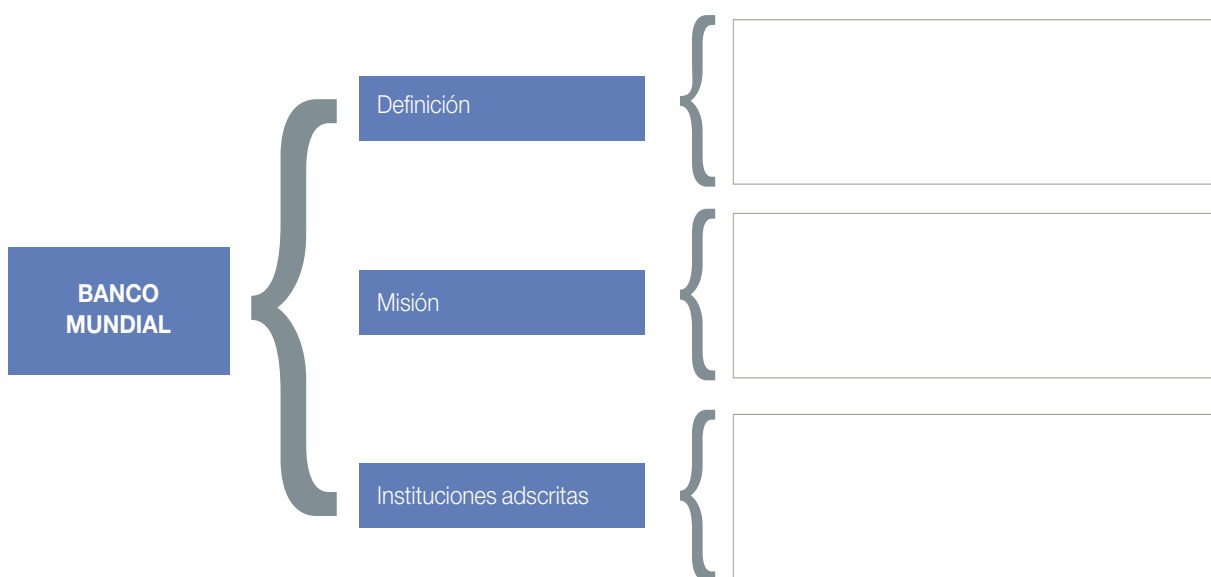 Definición
BANCO
MUNDIAL
Misión
Instituciones adscritas